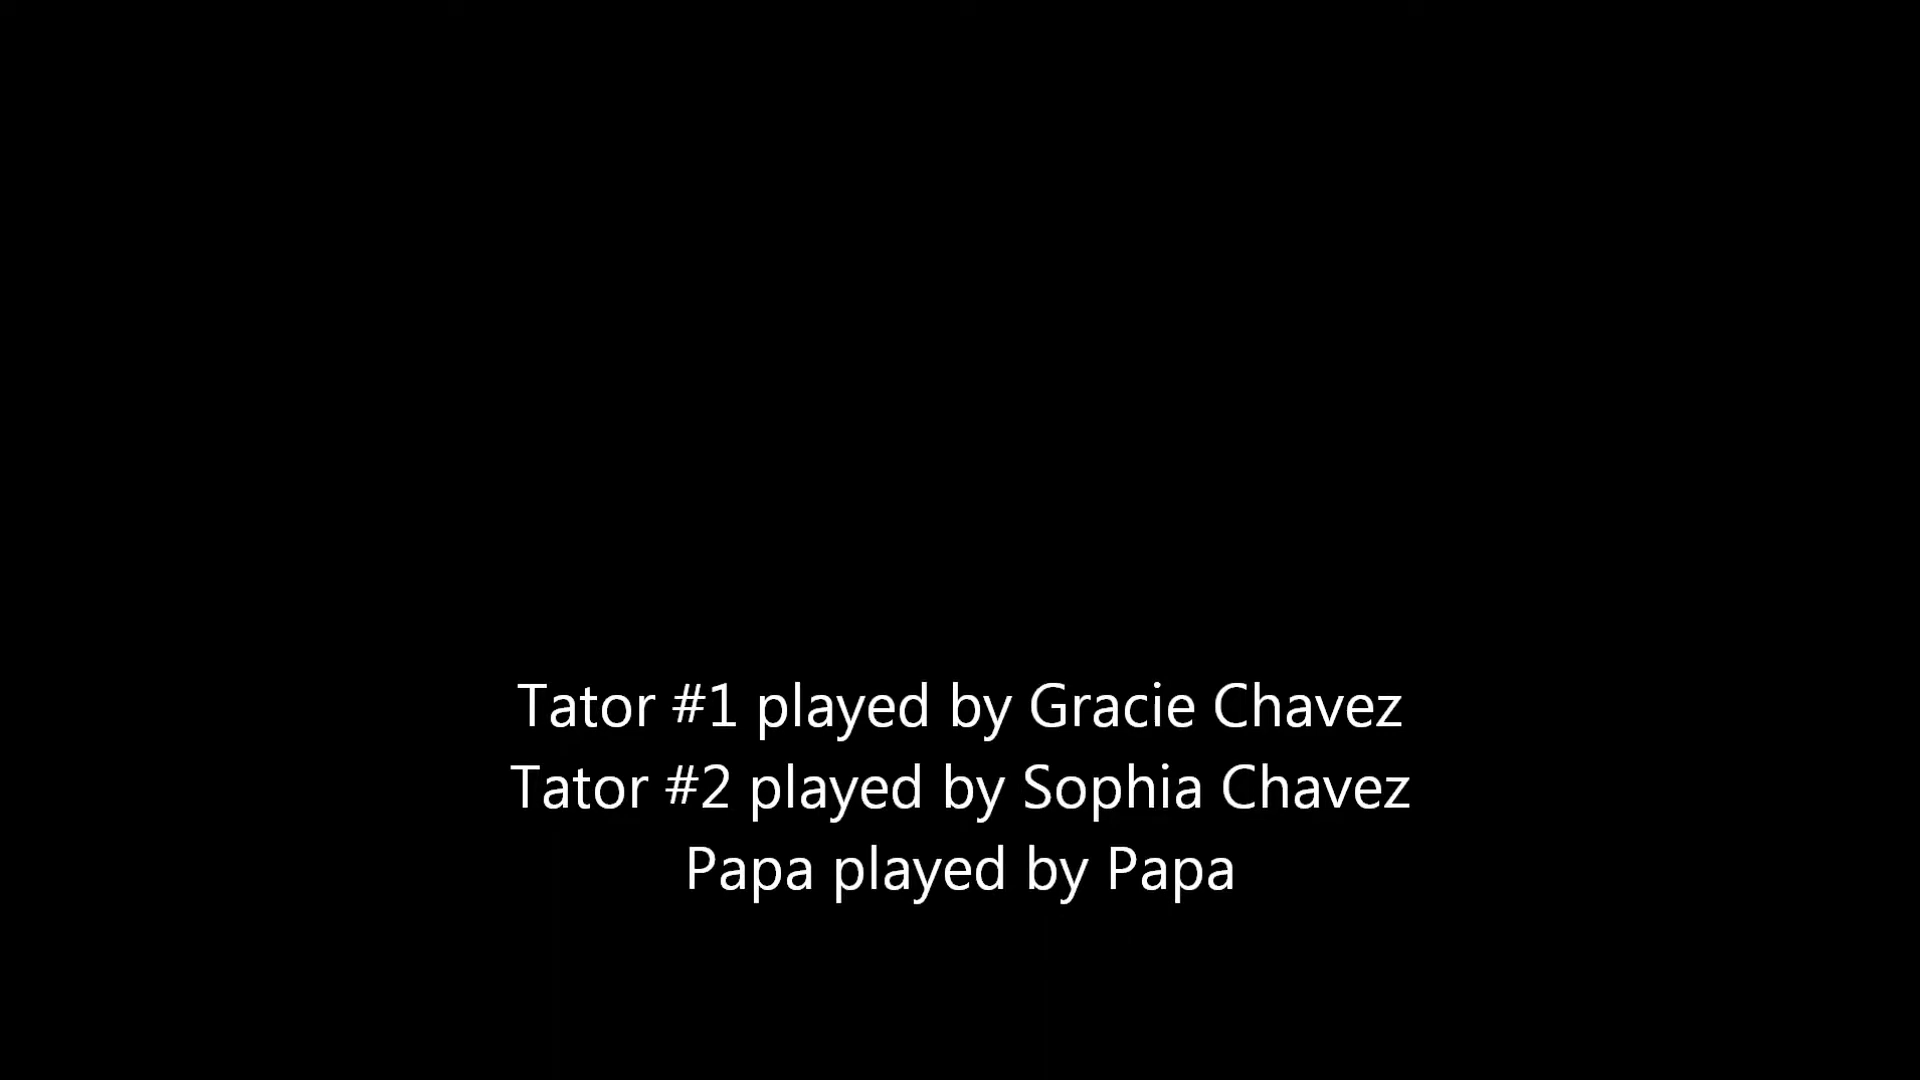 Tator #1 played by Gracie Chavez
Tator #2 played by Sophia Chavez
Papa played by Papa